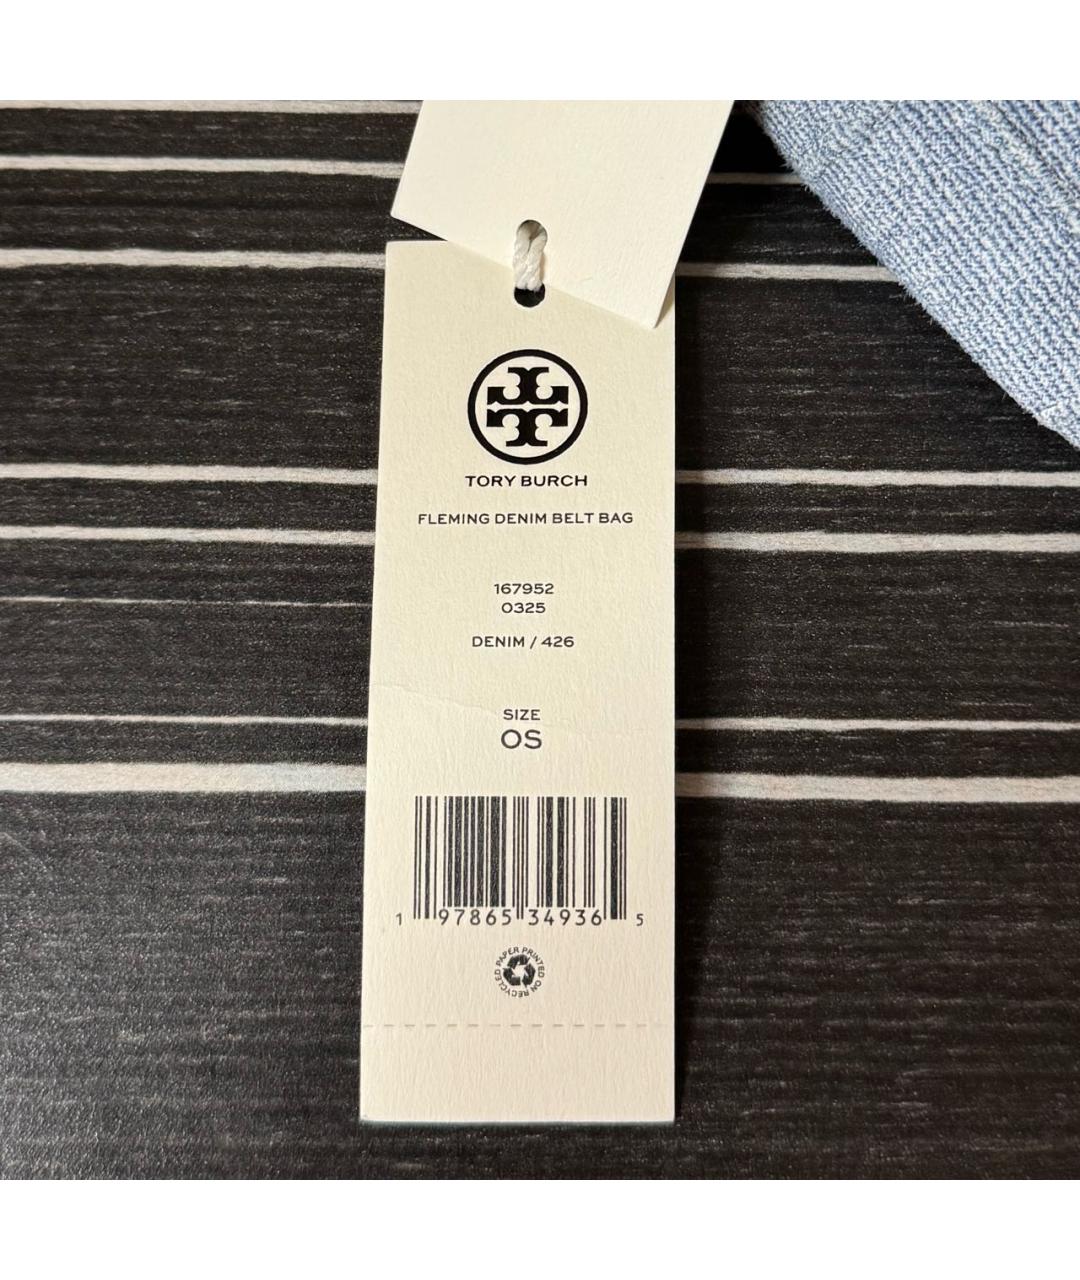 TORY BURCH
FLEMING DENIM BELT BAG
167952
0325
DENIM / 426
SIZE
OS
1 97865 34936 5
PRINTED ON RECYCLED PAPER